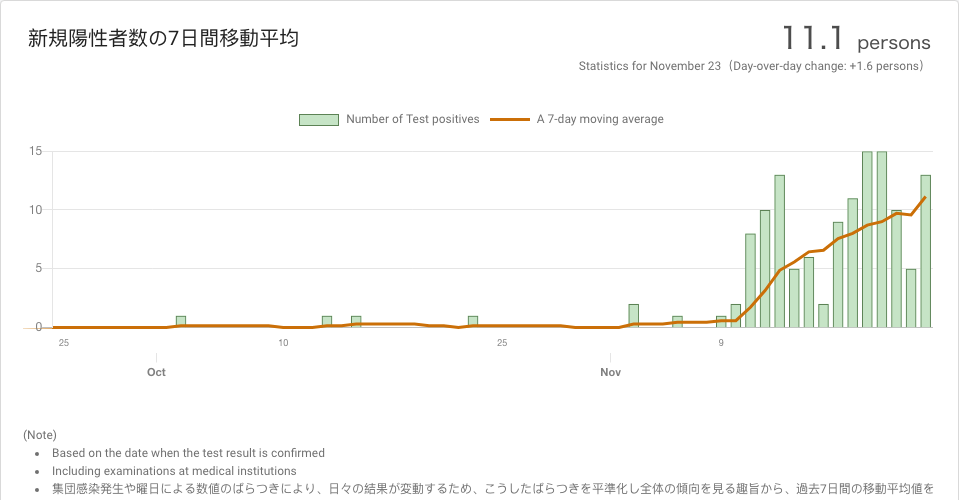 新規陽性者数の7日間移動平均
11.1 persons
Statistics for November 23（Day-over-day change: +1.6 persons）
Number of Test positives
A 7-day moving average
15
10
5
0
25
10
25
9
Oct
Nov
(Note)
• Based on the date when the test result is confirmed
• Including examinations at medical institutions
• 集団感染発生や曜日による数値のばらつきにより、日々の結果が変動するため、こうしたばらつきを平準化し全体の傾向を見る趣旨から、過去7日間の移動平均値を